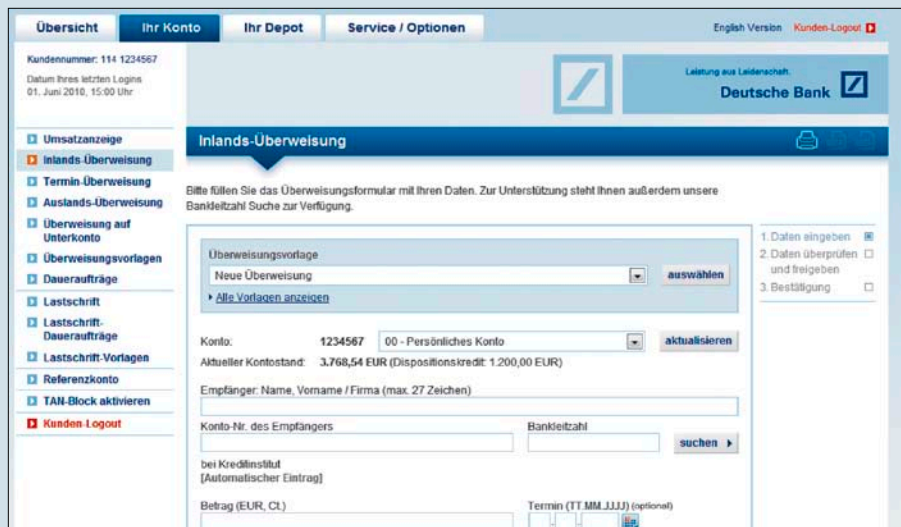 Übersicht
Ihr Konto
Ihr Depot
Service / Optionen
English Version
Kunden-Logout
Kundennummer: 114 1234567
Datum Ihres letzten Logins
01. Juni 2010, 15:00 Uhr
Leistung aus Leidenschaft.
Deutsche Bank
Umsatzanzeige
Inlands-Überweisung
Termin-Überweisung
Auslands-Überweisung
Überweisung auf
Unterkonto
Überweisungsvorlagen
Daueraufträge
Lastschrift
Lastschrift-
Daueraufträge
Lastschrift-Vorlagen
Referenzkonto
TAN-Block aktivieren
Kunden-Logout
Inlands-Überweisung
Bitte füllen Sie das Überweisungsformular mit Ihren Daten. Zur Unterstützung steht Ihnen außerdem unsere
Bankleitzahl Suche zur Verfügung.
Überweisungsvorlage
Neue Überweisung
auswählen
Alle Vorlagen anzeigen
Konto: 1234567 00 - Persönliches Konto
aktualisieren
Aktueller Kontostand: 3.768,54 EUR (Dispositionskredit: 1.200,00 EUR)
Empfänger: Name, Vorname / Firma (max. 27 Zeichen)
Konto-Nr. des Empfängers
Bankleitzahl
suchen
bei Kreditinstitut
[Automatischer Eintrag]
Betrag (EUR, Ct.)
Termin (TT.MM.JJJJ) (optional)
1. Daten eingeben
2. Daten überprüfen
und freigeben
3. Bestätigung